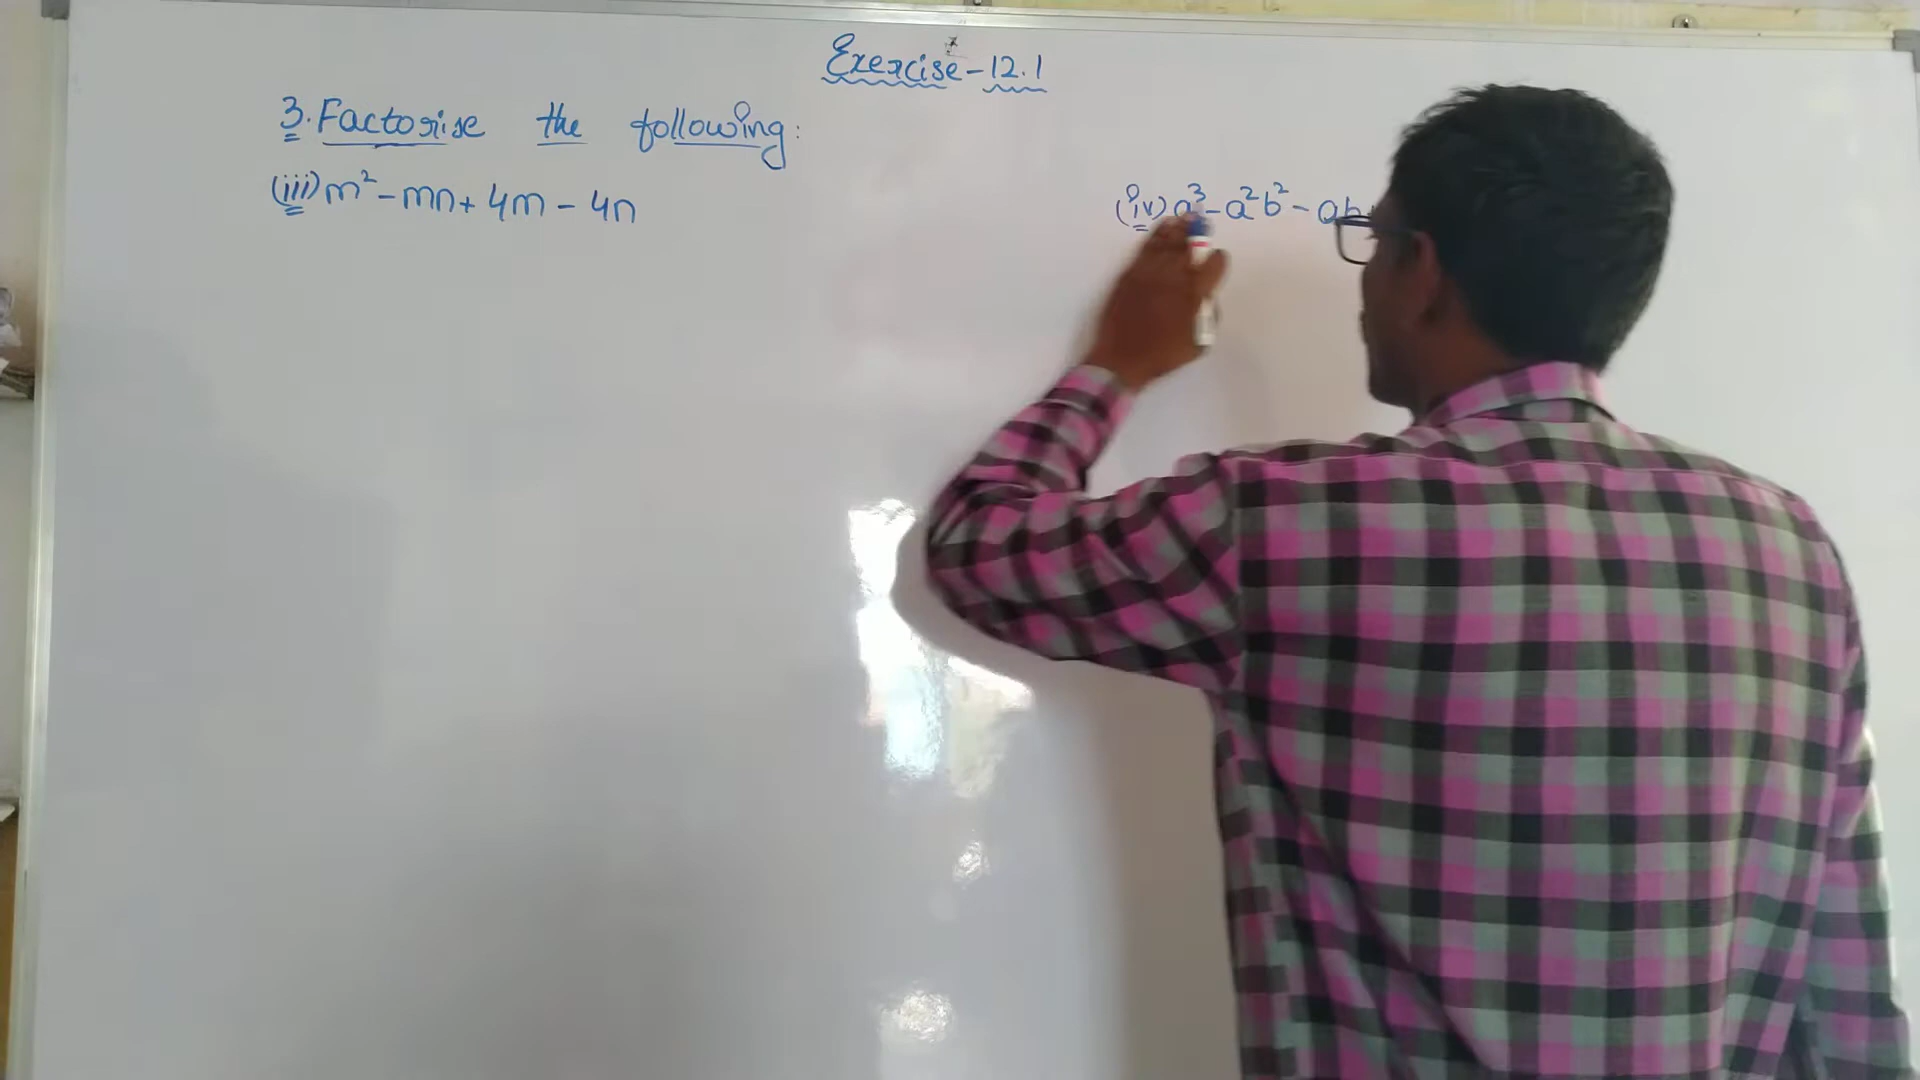 Exercise-12.1
3. Factorise the following:
(iii) m² - mn + 4m - 4n
(iv) a³ - a²b² - ab